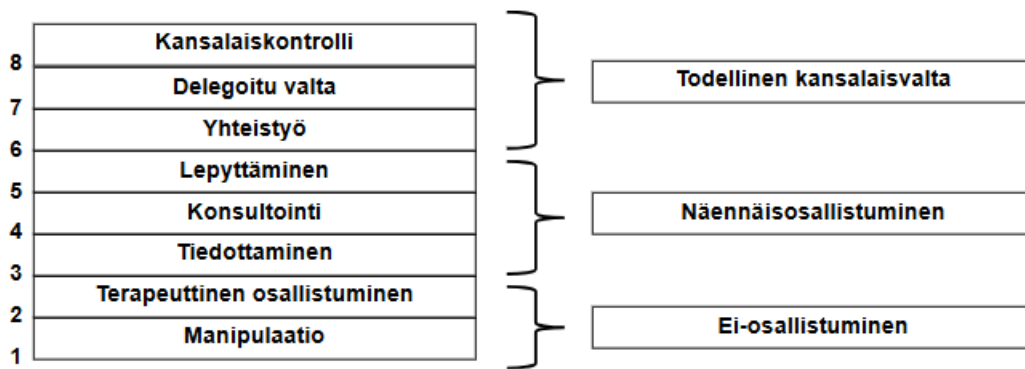 Kansalaiskontrolli
8
Delegoitu valta
7
Yhteistyö
6
Lepyttäminen
5
Konsultointi
4
Tiedottaminen
3
Terapeuttinen osallistuminen
2
Manipulaatio
1
Todellinen kansalaisvalta
Näennäisosallistuminen
Ei-osallistuminen